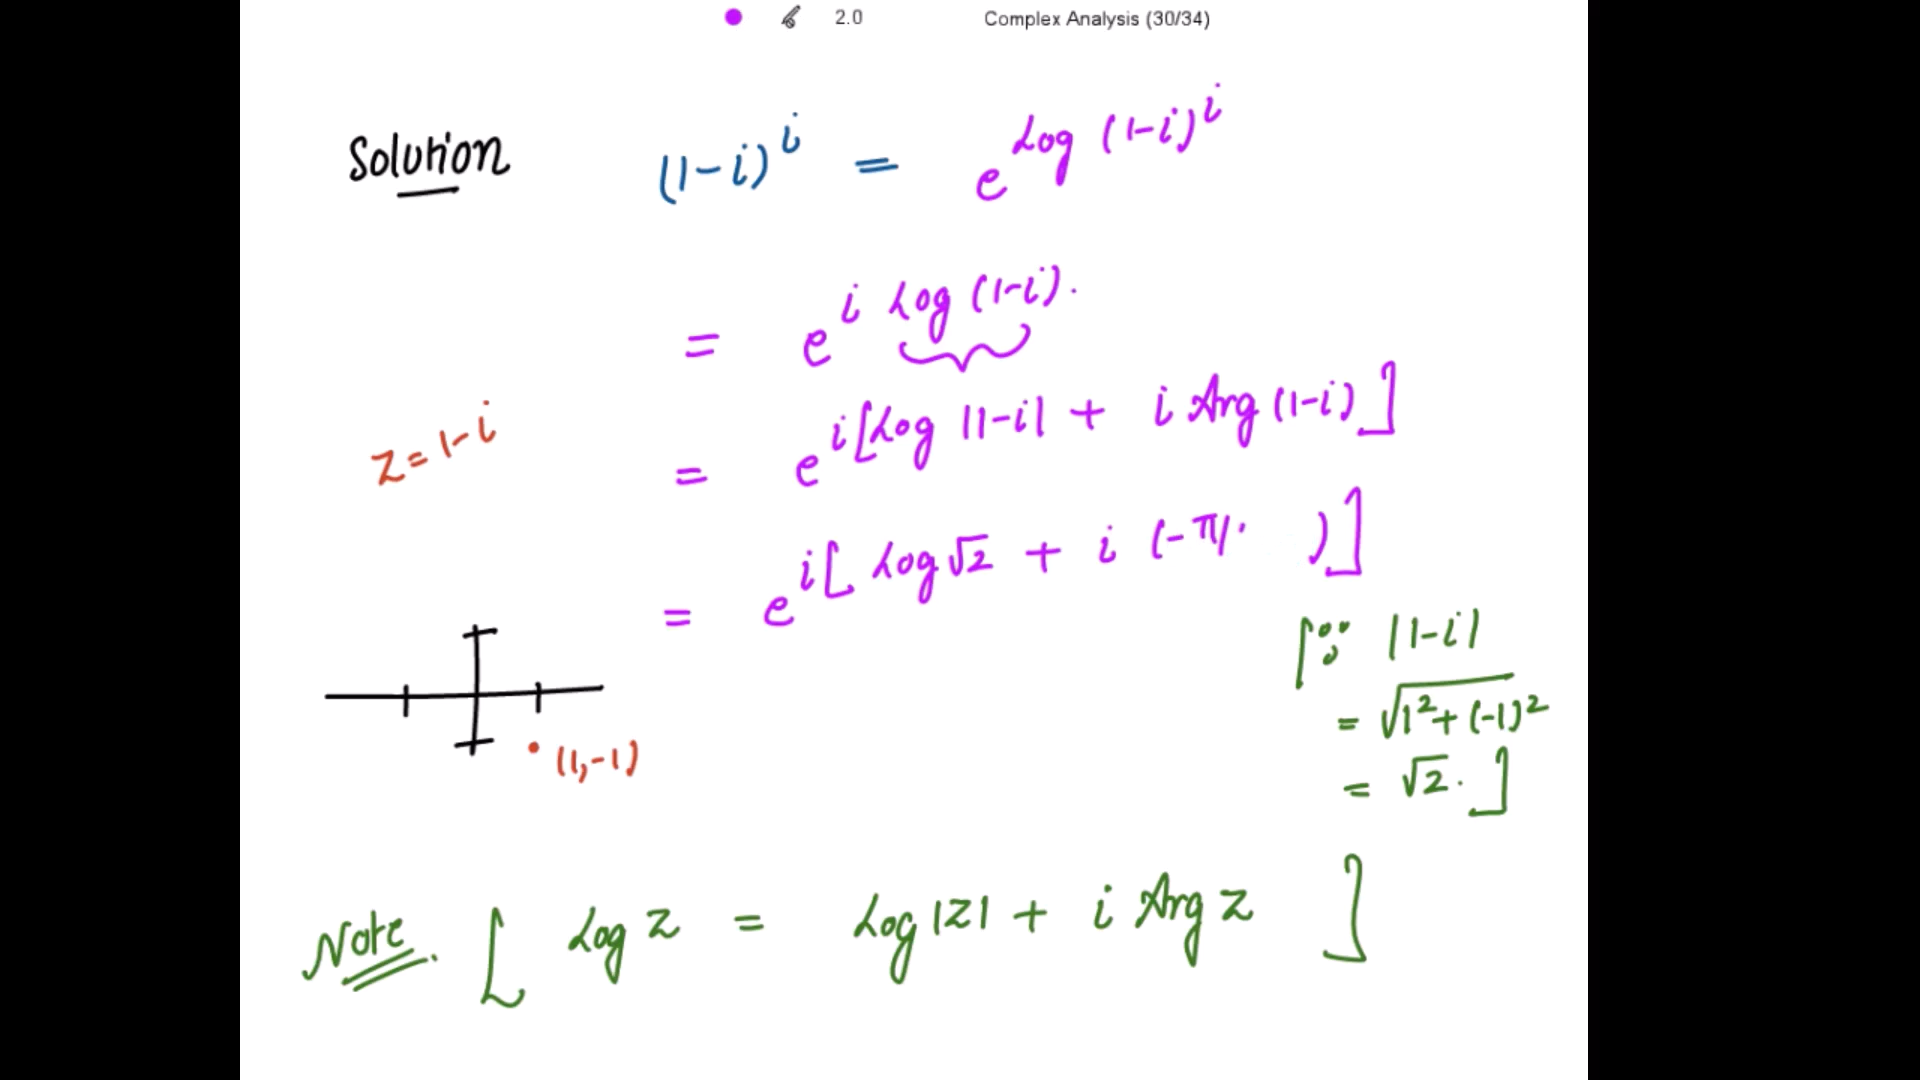 2.0 Complex Analysis (30/34)
Solution (1-i)^i = e^{Log (1-i)^i}
= e^{i Log (1-i).}
z=1-i
= e^{i[Log |1-i| + i Arg (1-i)]}
= e^{i[Log √2 + i (-π/. )]}
[∵ |1-i|
= √1²+(-1)²
(1,-1)
= √2.]
Note. [Log z = Log |z| + i Arg z ]